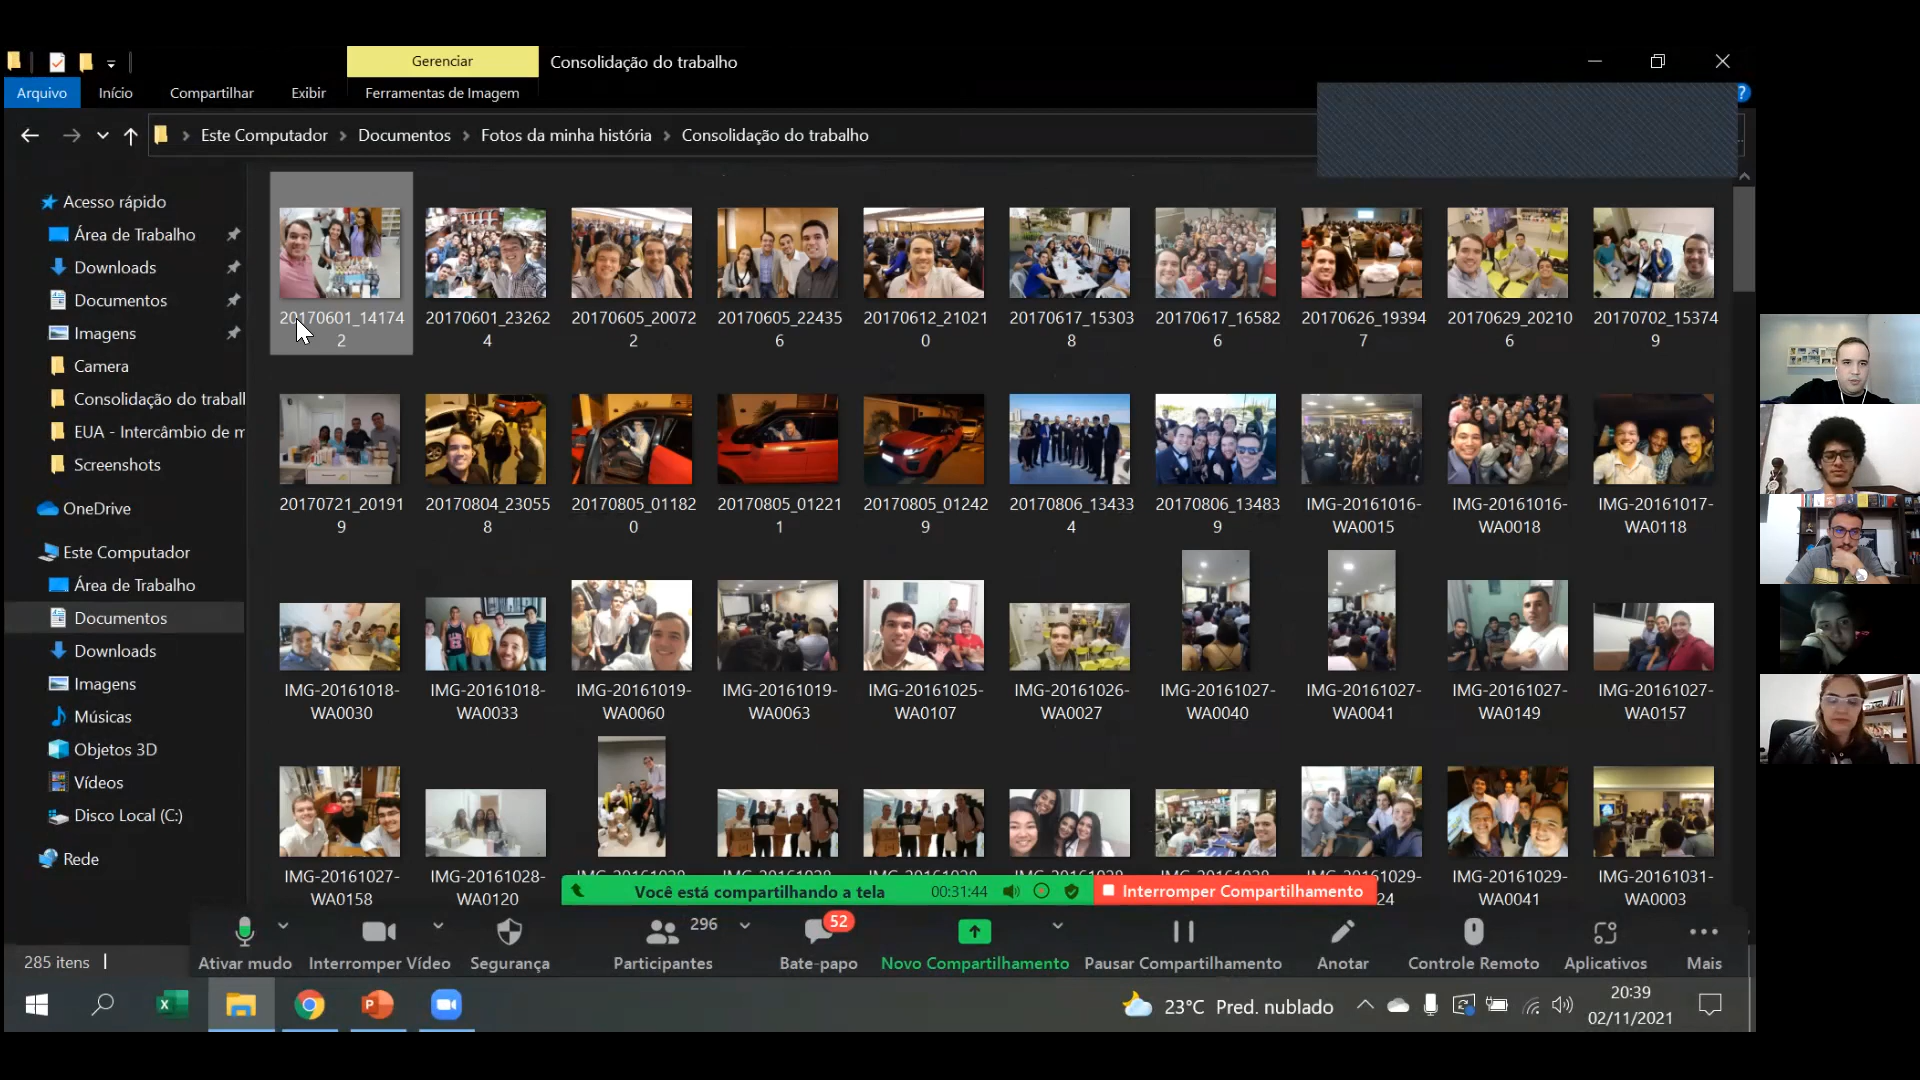 Gerenciar
Consolidação do trabalho
Arquivo
Início
Compartilhar
Exibir
Ferramentas de Imagem
?
Este Computador > Documentos > Fotos da minha história > Consolidação do trabalho
Acesso rápido
Área de Trabalho
Downloads
Documentos
Imagens
Camera
Consolidação do traball
EUA - Intercâmbio de m
Screenshots
OneDrive
Este Computador
Área de Trabalho
Documentos
Downloads
Imagens
Músicas
Objetos 3D
Vídeos
Disco Local (C:)
Rede
20170601_14174
2
20170601_23262
4
20170605_20072
2
20170605_22435
6
20170612_21021
0
20170617_15303
8
20170617_16582
6
20170626_19394
7
20170629_20210
6
20170702_15374
9
20170721_20191
9
20170804_23055
8
20170805_01182
0
20170805_01221
1
20170805_01242
9
20170806_13433
4
20170806_13483
9
IMG-20161016-
WA0015
IMG-20161016-
WA0018
IMG-20161017-
WA0118
IMG-20161018-
WA0030
IMG-20161018-
WA0033
IMG-20161019-
WA0060
IMG-20161019-
WA0063
IMG-20161025-
WA0107
IMG-20161026-
WA0027
IMG-20161027-
WA0040
IMG-20161027-
WA0041
IMG-20161027-
WA0149
IMG-20161027-
WA0157
IMG-20161027-
WA0158
IMG-20161028-
WA0120
24
IMG-20161029-
WA0041
IMG-20161031-
WA0003
Você está compartilhando a tela
00:31:44
Interromper Compartilhamento
285 itens
Ativar mudo
Interromper Vídeo
Segurança
296
Participantes
52
Bate-papo
Novo Compartilhamento
Pausar Compartilhamento
Anotar
Controle Remoto
Aplicativos
Mais
23°C Pred. nublado
20:39
02/11/2021